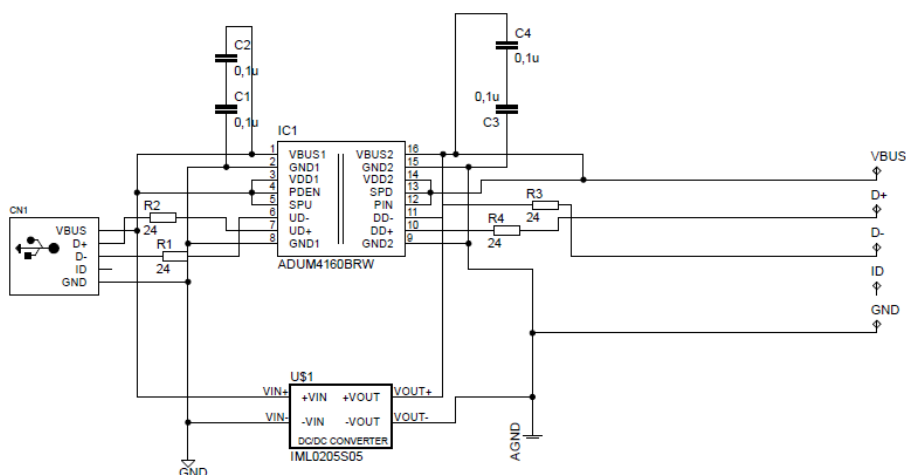 C2
0,1u
C1
0,1u
C4
0,1u
0,1u
C3
IC1
1 VBUS1 VBUS2 16
2 GND1 GND2 15
3 VDD1 VDD2 14
4 PDEN SPD 13
5 SPU PIN 12
6 UD- DD- 11
7 UD+ DD+ 10
8 GND1 GND2 9
ADUM4160BRW
CN1
VBUS
D+
D-
ID
GND
R2
24
R1
24
R3
24
R4
24
VBUS
D+
D-
ID
GND
U$1
VIN+ +VIN +VOUT VOUT+
VIN- -VIN -VOUT VOUT-
DC/DC CONVERTER
IML0205S05
GND
AGND